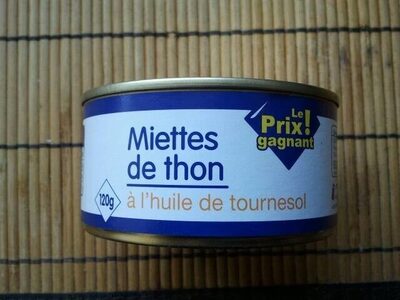 Le
Prix!
gagnant
Miettes
de thon
à l'huile de tournesol
120g